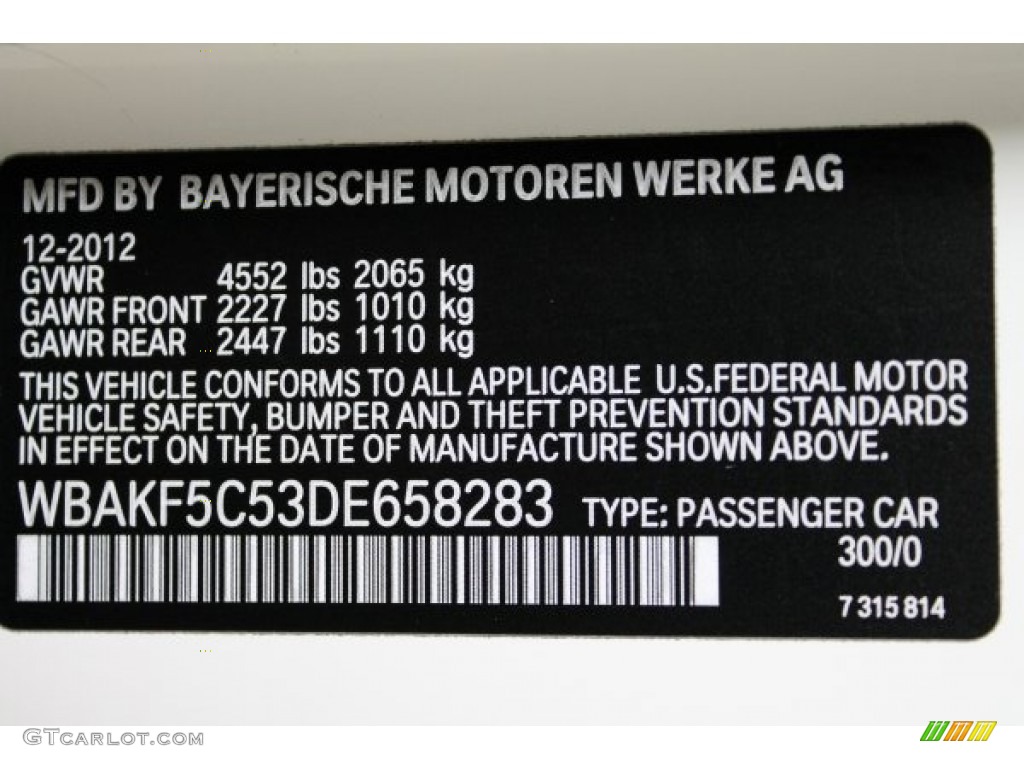 MFD BY BAYERISCHE MOTOREN WERKE AG
12-2012
GVWR 4552 lbs 2065 kg
GAWR FRONT 2227 lbs 1010 kg
GAWR REAR 2447 lbs 1110 kg
THIS VEHICLE CONFORMS TO ALL APPLICABLE U.S.FEDERAL MOTOR
VEHICLE SAFETY, BUMPER AND THEFT PREVENTION STANDARDS
IN EFFECT ON THE DATE OF MANUFACTURE SHOWN ABOVE.
WBAKF5C53DE658283 TYPE: PASSENGER CAR
300/0
7 315 814
GTCARLOT.COM